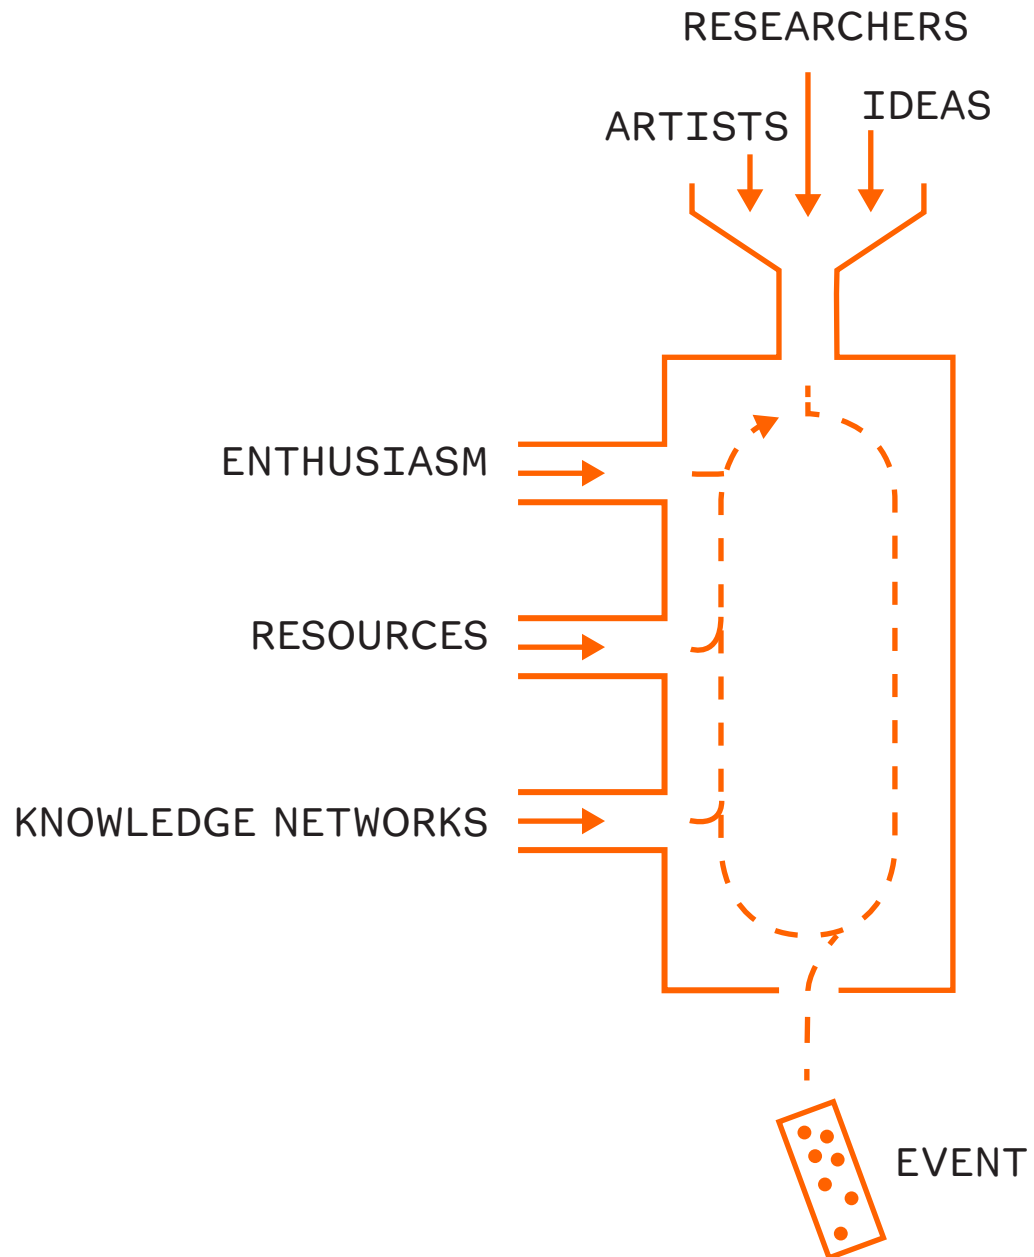 RESEARCHERS
IDEAS
ARTISTS
ENTHUSIASM
RESOURCES
KNOWLEDGE NETWORKS
EVENT